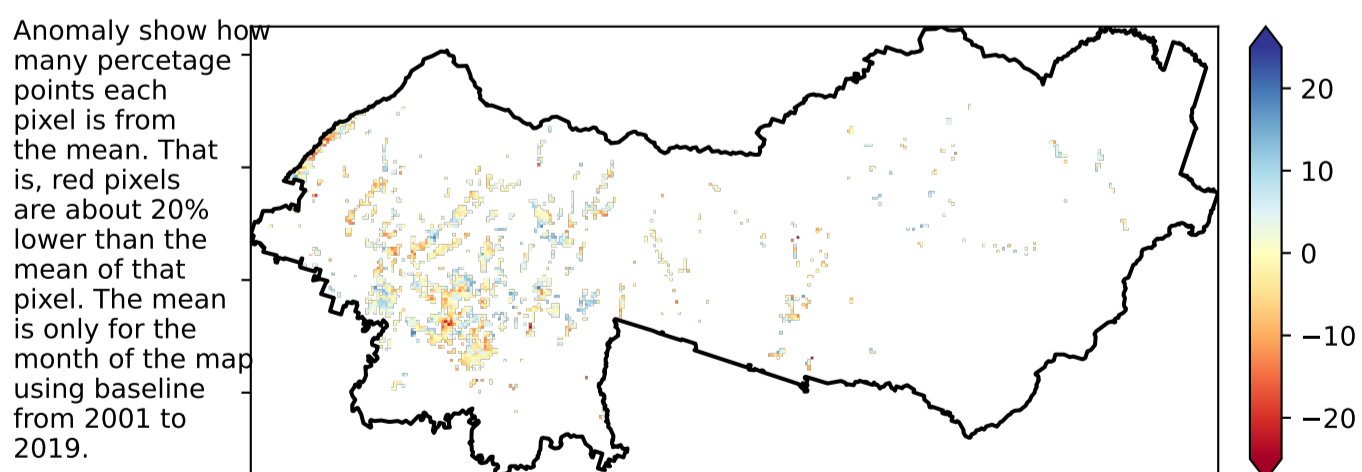 Anomaly show how
many percetage
points each
pixel is from
the mean. That
is, red pixels
are about 20%
lower than the
mean of that
pixel. The mean
is only for the
month of the map
using baseline
from 2001 to
2019.
20
10
0
−10
−20